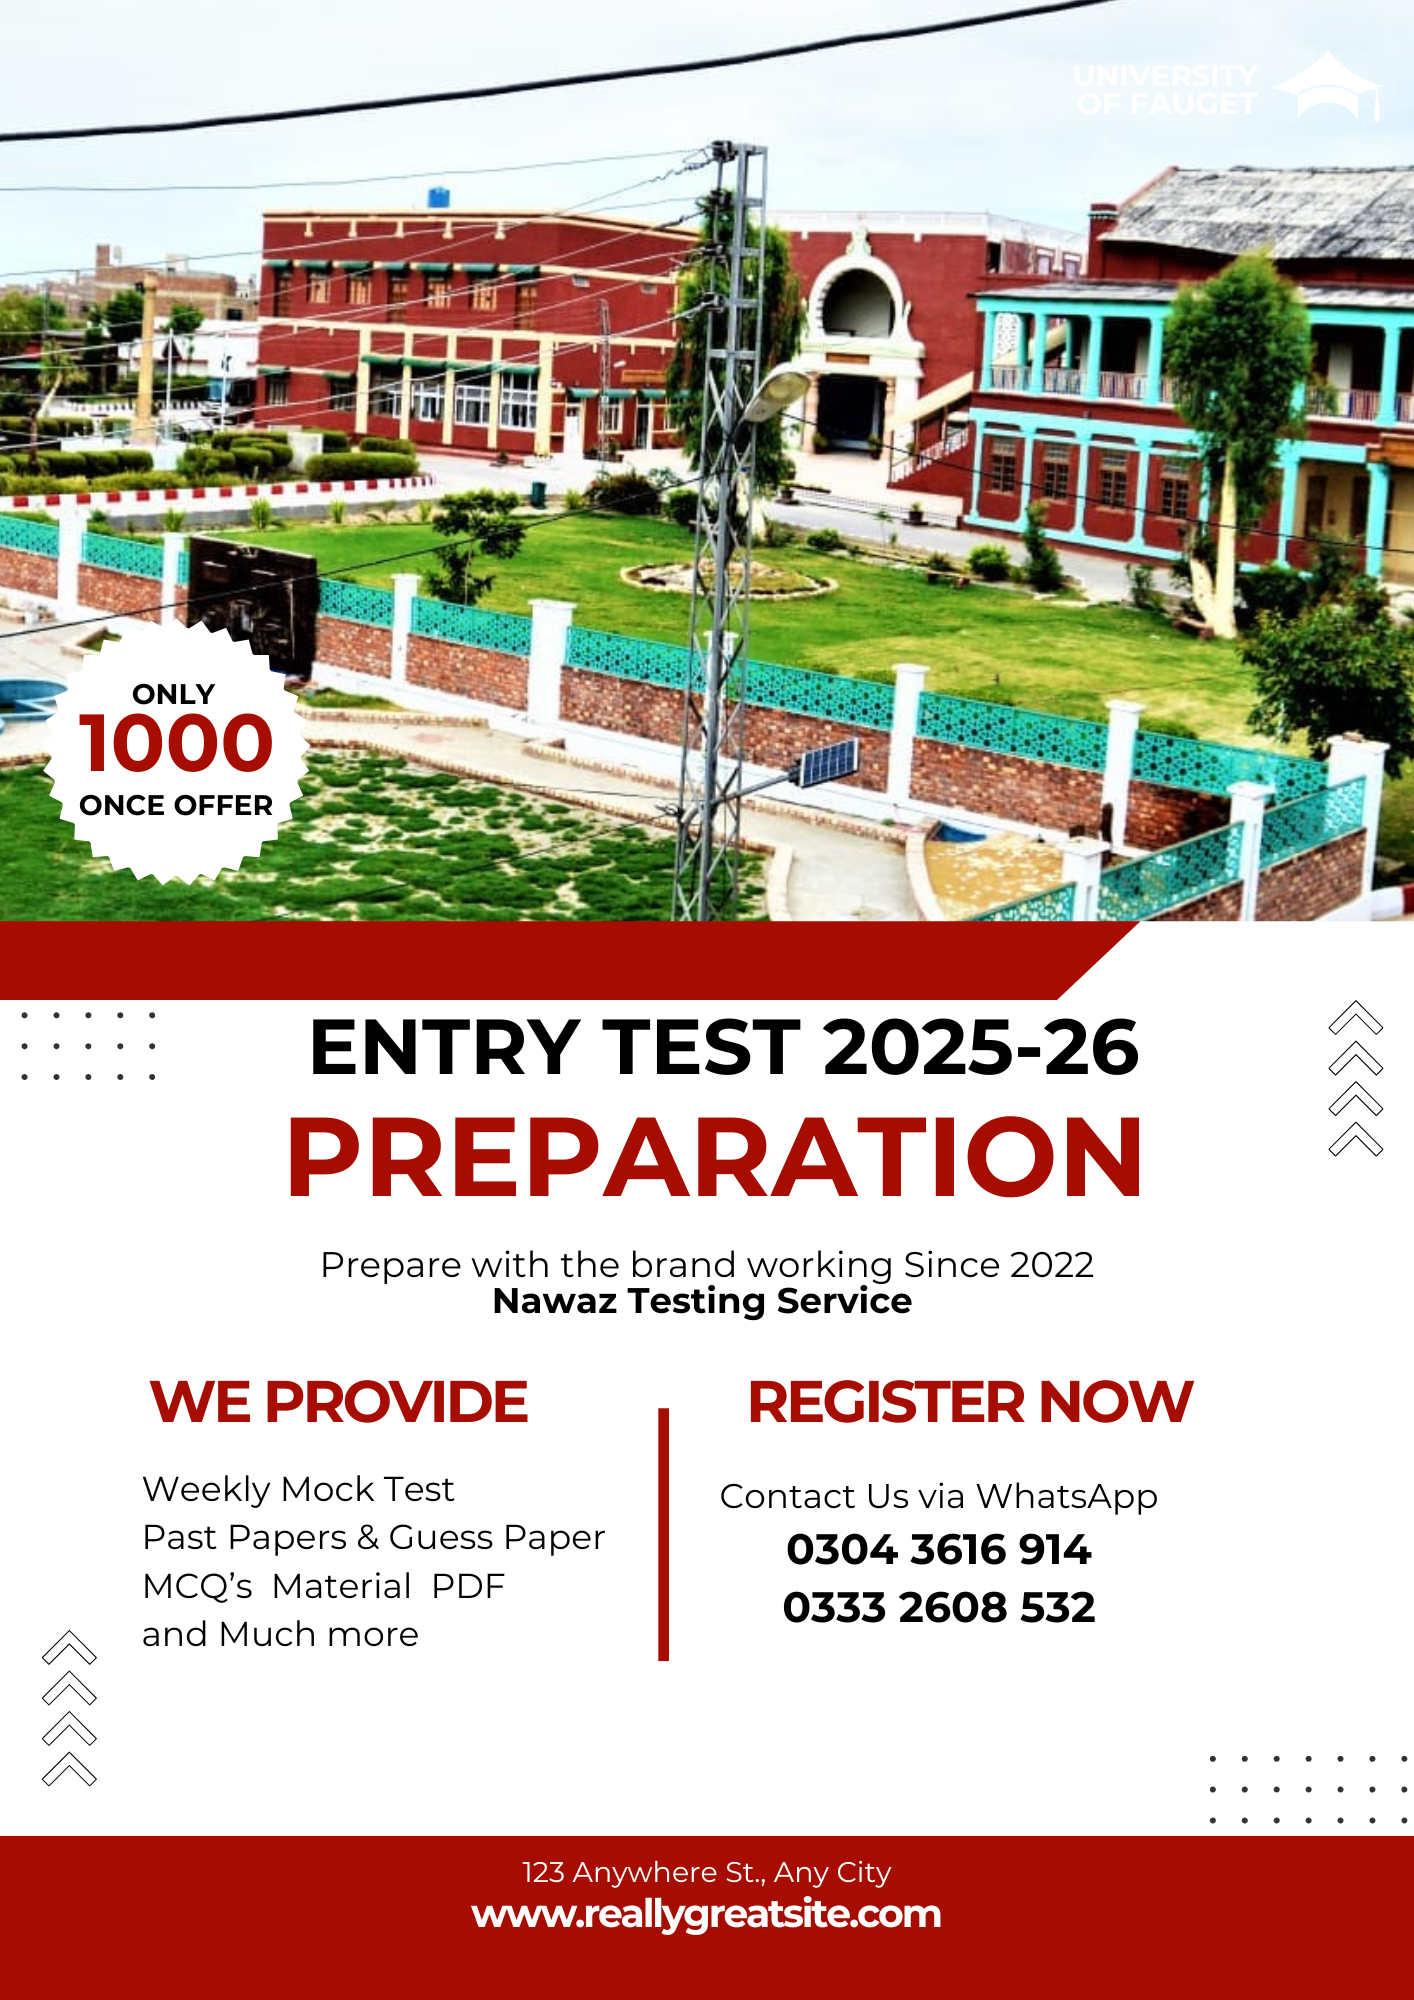 UNIVERSITY
OF FAUGET
ONLY
1000
ONCE OFFER
ENTRY TEST 2025-26
PREPARATION
Prepare with the brand working Since 2022
Nawaz Testing Service
WE PROVIDE
Weekly Mock Test
Past Papers & Guess Paper
MCQ’s  Material  PDF
and Much more
REGISTER NOW
Contact Us via WhatsApp
0304 3616 914
0333 2608 532
123 Anywhere St., Any City
www.reallygreatsite.com